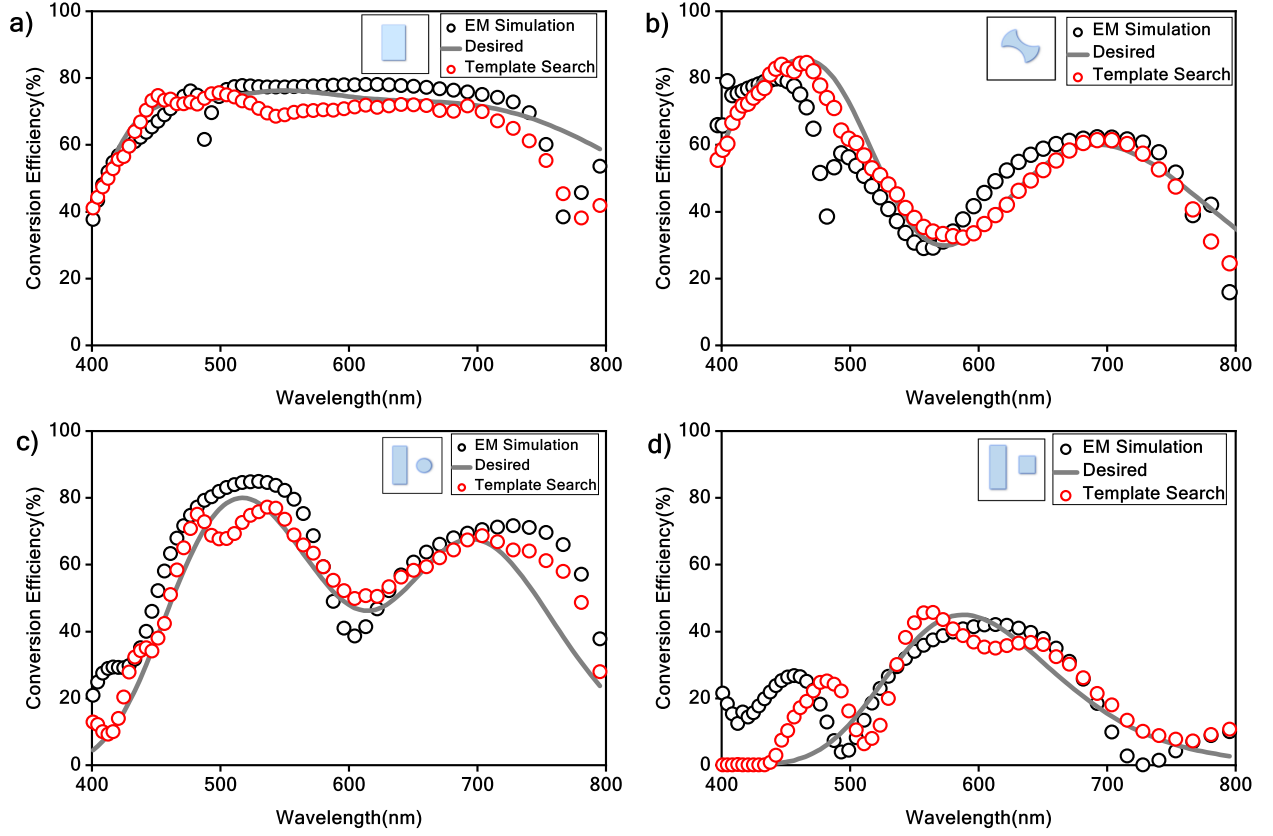 a)
EM Simulation
Desired
Template Search
100
80
60
40
20
0
400 500 600 700 800
Conversion Efficiency(%)
Wavelength(nm)
b)
EM Simulation
Desired
Template Search
100
80
60
40
20
0
400 500 600 700 800
Conversion Efficiency(%)
Wavelength(nm)
c)
EM Simulation
Desired
Template Search
100
80
60
40
20
0
400 500 600 700 800
Conversion Efficiency(%)
Wavelength(nm)
d)
EM Simulation
Desired
Template Search
100
80
60
40
20
0
400 500 600 700 800
Conversion Efficiency(%)
Wavelength(nm)